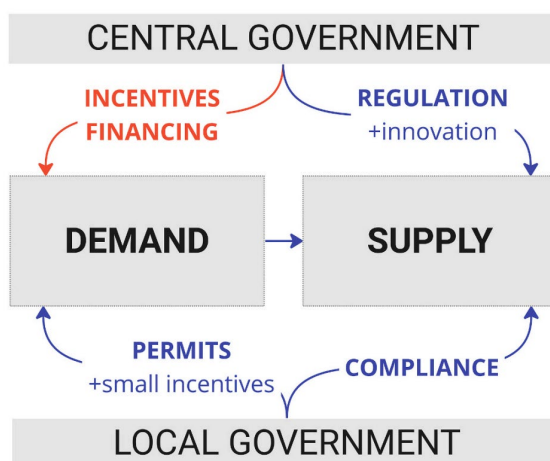 CENTRAL GOVERNMENT
INCENTIVES
FINANCING
REGULATION
+innovation
DEMAND
SUPPLY
PERMITS
+small incentives
COMPLIANCE
LOCAL GOVERNMENT